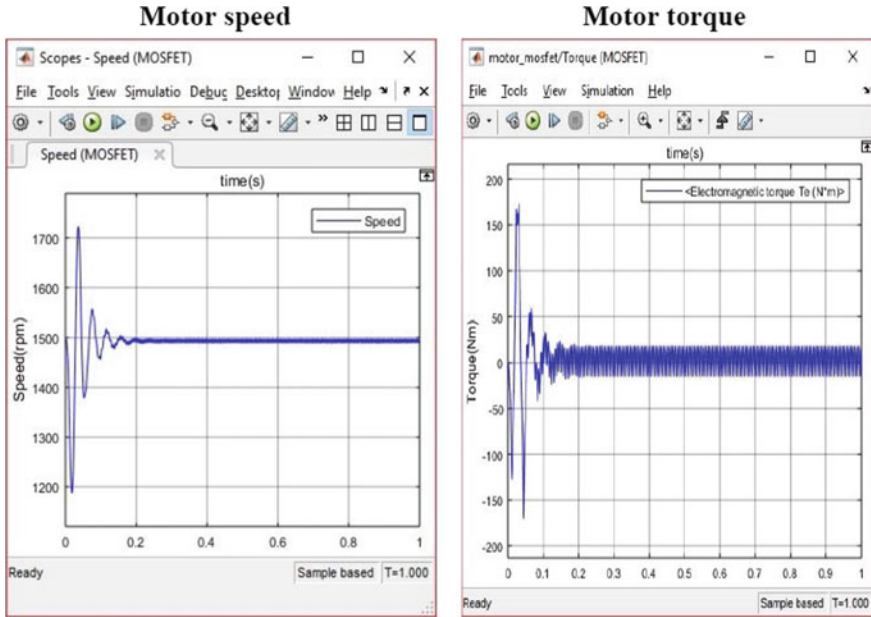 Motor speed
Scopes - Speed (MOSFET)
File Tools View Simulatio Debug Desktop Window Help
Speed (MOSFET)
time(s)
Speed
1700
1600
1500
1400
1300
1200
Speed(rpm)
0 0.2 0.4 0.6 0.8 1
Ready Sample based T=1.000
Motor torque
motor_mosfet/Torque (MOSFET)
File Tools View Simulation Help
time(s)
<Electromagnetic torque Te (N*m)>
200
150
100
50
0
-50
-100
-150
-200
Torque(Nm)
0 0.1 0.2 0.3 0.4 0.5 0.6 0.7 0.8 0.9 1
Ready Sample based T=1.000